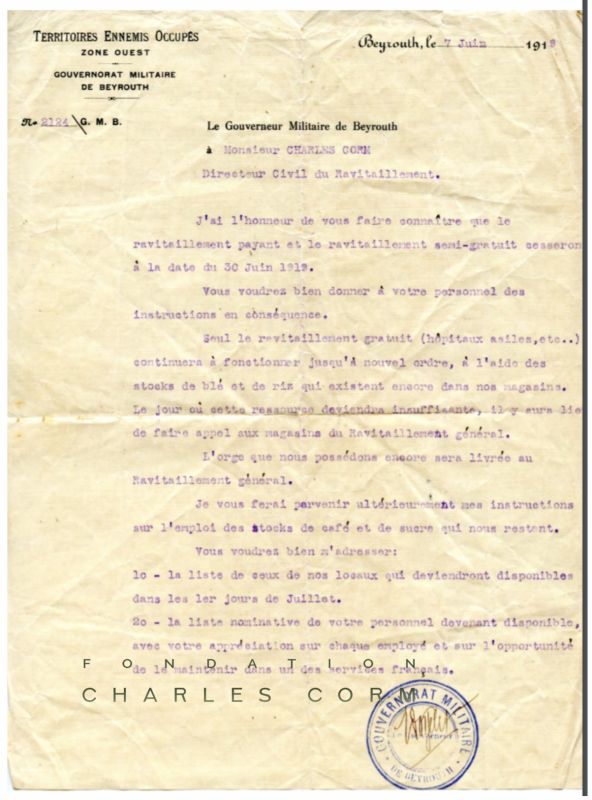 TERRITOIRES ENNEMIS OCCUPÉS
ZONE OUEST
GOUVERNORAT MILITAIRE
DE BEYROUTH
Beyrouth, le 7 Juin 1919
No 2124 G. M. B.
Le Gouverneur Militaire de Beyrouth
à Monsieur CHARLES CORM
Directeur Civil du Ravitaillement.
J'ai l'honneur de vous faire connaître que le
ravitaillement payant et le ravitaillement semi-gratuit cesseron
à la date du 30 Juin 1919.
Vous voudrez bien donner à votre personnel des
instructions en conséquence.
Seul le ravitaillement gratuit (hôpitaux asiles,etc..)
continuera à fonctionner jusqu'à nouvel ordre, à l'aide des
stocks de blé et de riz qui existent encore dans nos magasins.
Le jour où cette ressource deviendra insuffisante, il y aura lie
de faire appel aux magasins du Ravitaillement général.
L'orge que nous possédons encore sera livrée au
Ravitaillement général.
Je vous ferai parvenir ultérieurement mes instructions
sur l'emploi des stocks de café et de sucre qui nous restent.
Vous voudrez bien m'adresser:
1o - la liste de ceux de nos locaux qui deviendront disponibles
dans les 1er jours de Juillet.
2o - la liste nominative de votre personnel devenant disponible,
avec votre appréciation sur chaque employé et sur l'opportunité
de le maintenir dans un des services français.
FONDATION
CHARLES CORM
GOUVERNORAT MILITAIRE
DE BEYROUTH